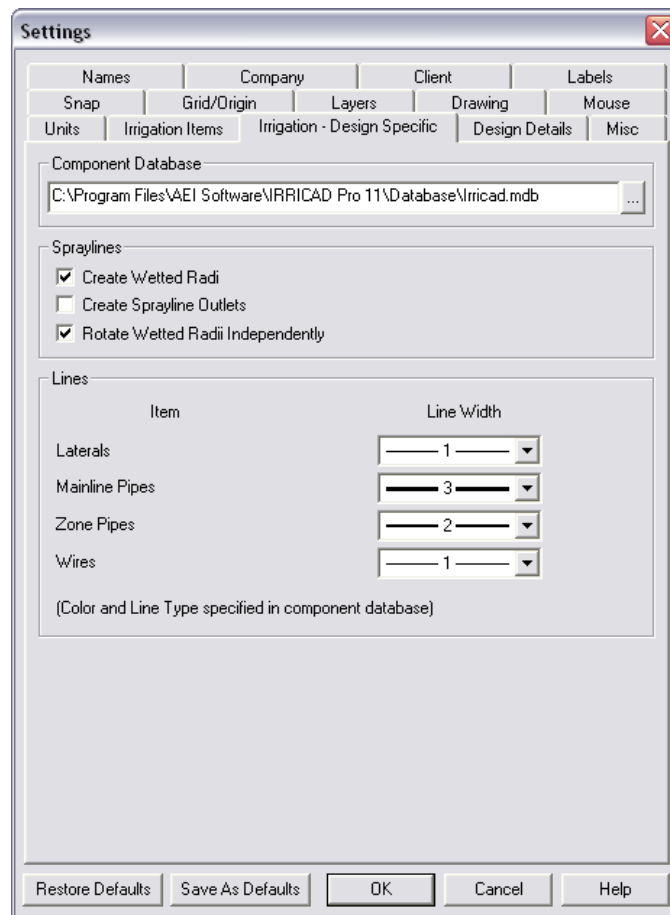 Settings
Names Company Client Labels
Snap Grid/Origin Layers Drawing Mouse
Units Irrigation Items Irrigation - Design Specific Design Details Misc
Component Database
C:\Program Files\AEI Software\IRRICAD Pro 11\Database\Irricad.mdb ...
Spraylines
Create Wetted Radi
Create Sprayline Outlets
Rotate Wetted Radii Independently
Lines
Item Line Width
Laterals 1
Mainline Pipes 3
Zone Pipes 2
Wires 1
(Color and Line Type specified in component database)
Restore Defaults Save As Defaults OK Cancel Help